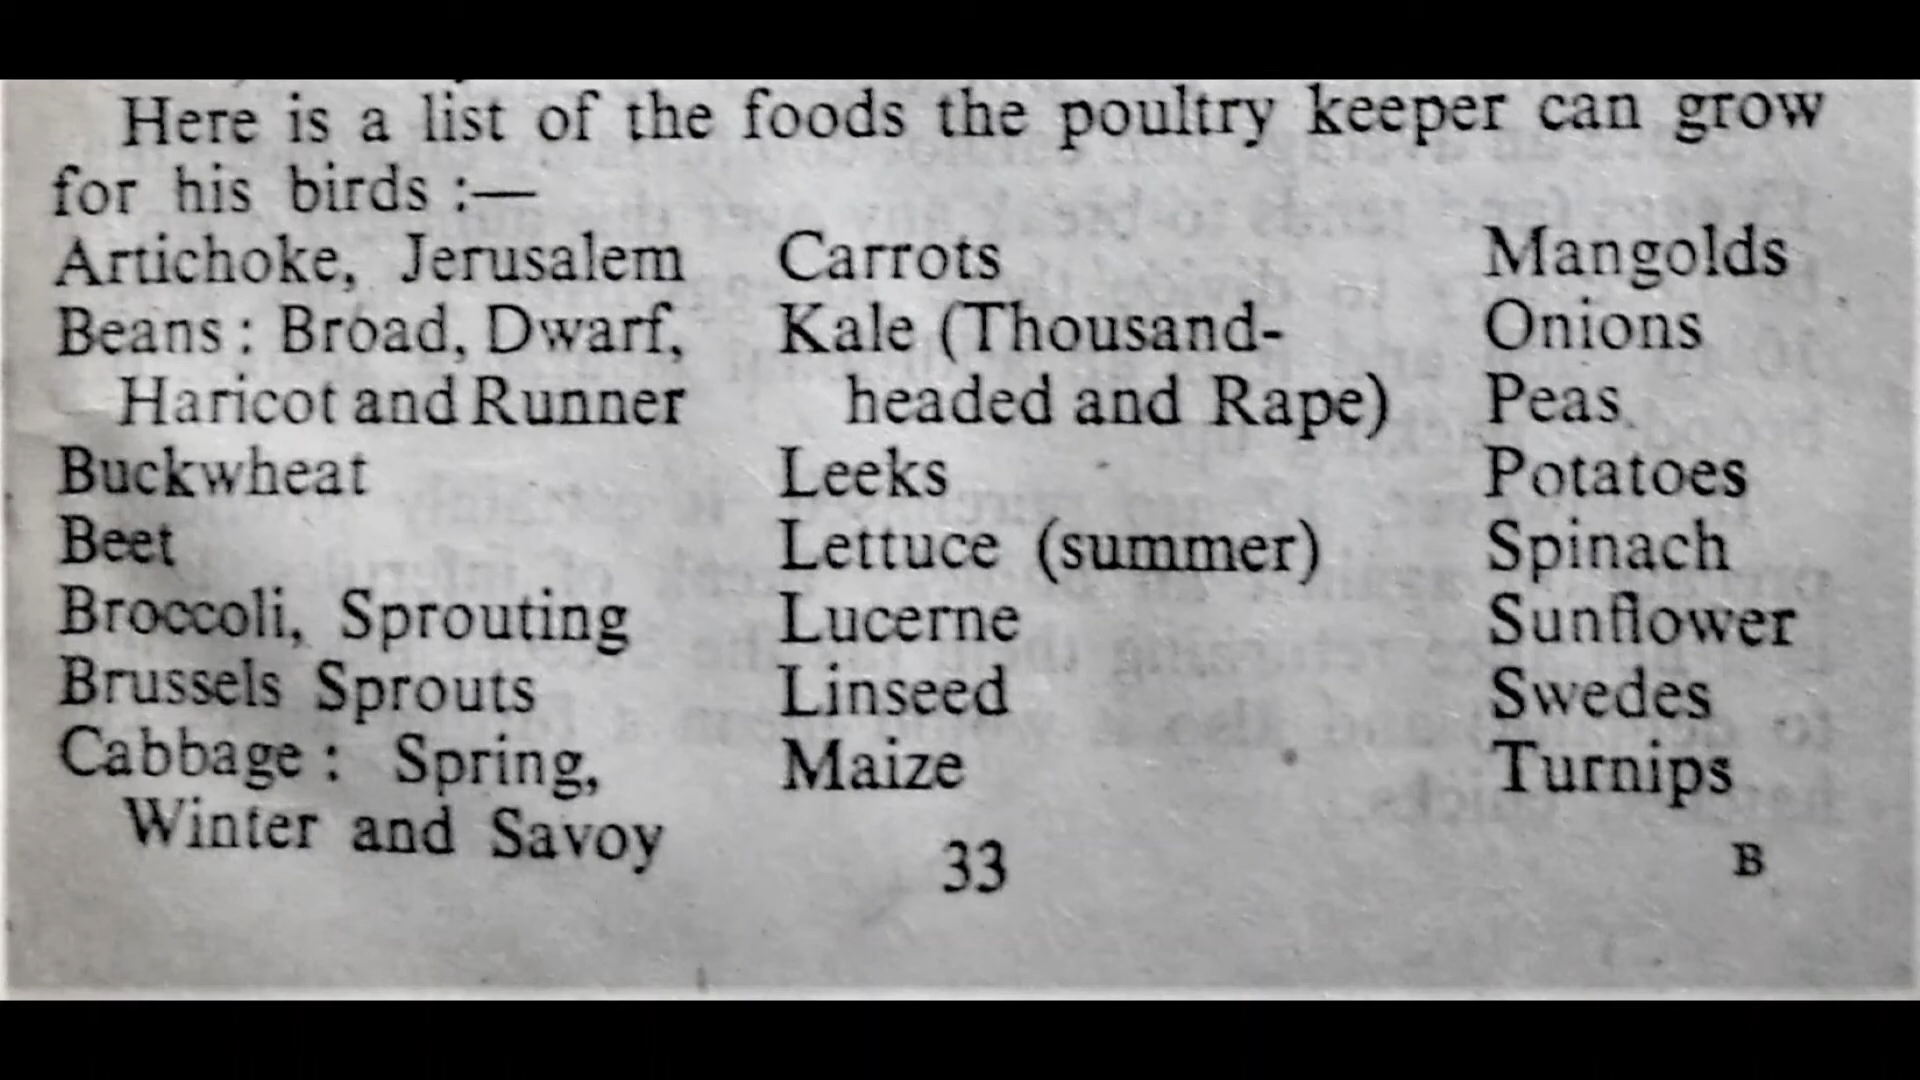 Here is a list of the foods the poultry keeper can grow
for his birds :—
Artichoke, Jerusalem
Beans : Broad, Dwarf,
Haricot and Runner
Buckwheat
Beet
Broccoli, Sprouting
Brussels Sprouts
Cabbage : Spring,
Winter and Savoy
Carrots
Kale (Thousand-
headed and Rape)
Leeks
Lettuce (summer)
Lucerne
Linseed
Maize
Mangolds
Onions
Peas
Potatoes
Spinach
Sunflower
Swedes
Turnips
33
B